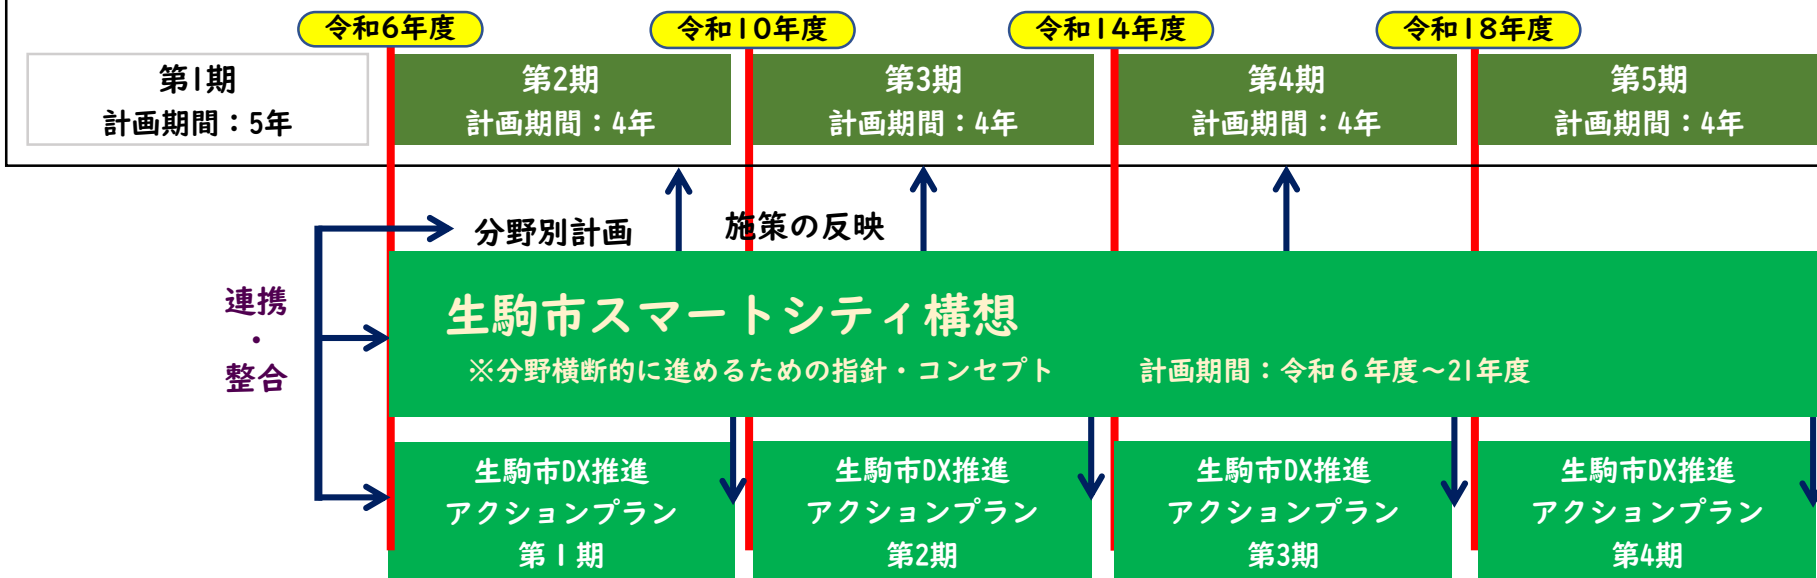 令和6年度
令和10年度
令和14年度
令和18年度
第1期
計画期間：5年
第2期
計画期間：4年
第3期
計画期間：4年
第4期
計画期間：4年
第5期
計画期間：4年
分野別計画
施策の反映
連携
・
整合
生駒市スマートシティ構想
※分野横断的に進めるための指針・コンセプト
計画期間：令和６年度～21年度
生駒市DX推進
アクションプラン
第１期
生駒市DX推進
アクションプラン
第2期
生駒市DX推進
アクションプラン
第3期
生駒市DX推進
アクションプラン
第4期